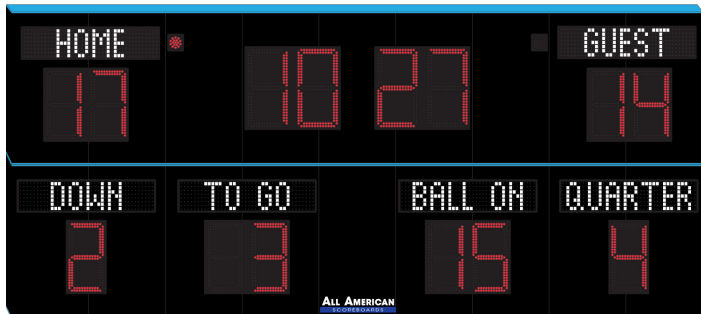 HOME GUEST
17 10 27 14
DOWN TO GO BALL ON QUARTER
2 3 15 4
ALL AMERICAN
SCOREBOARDS